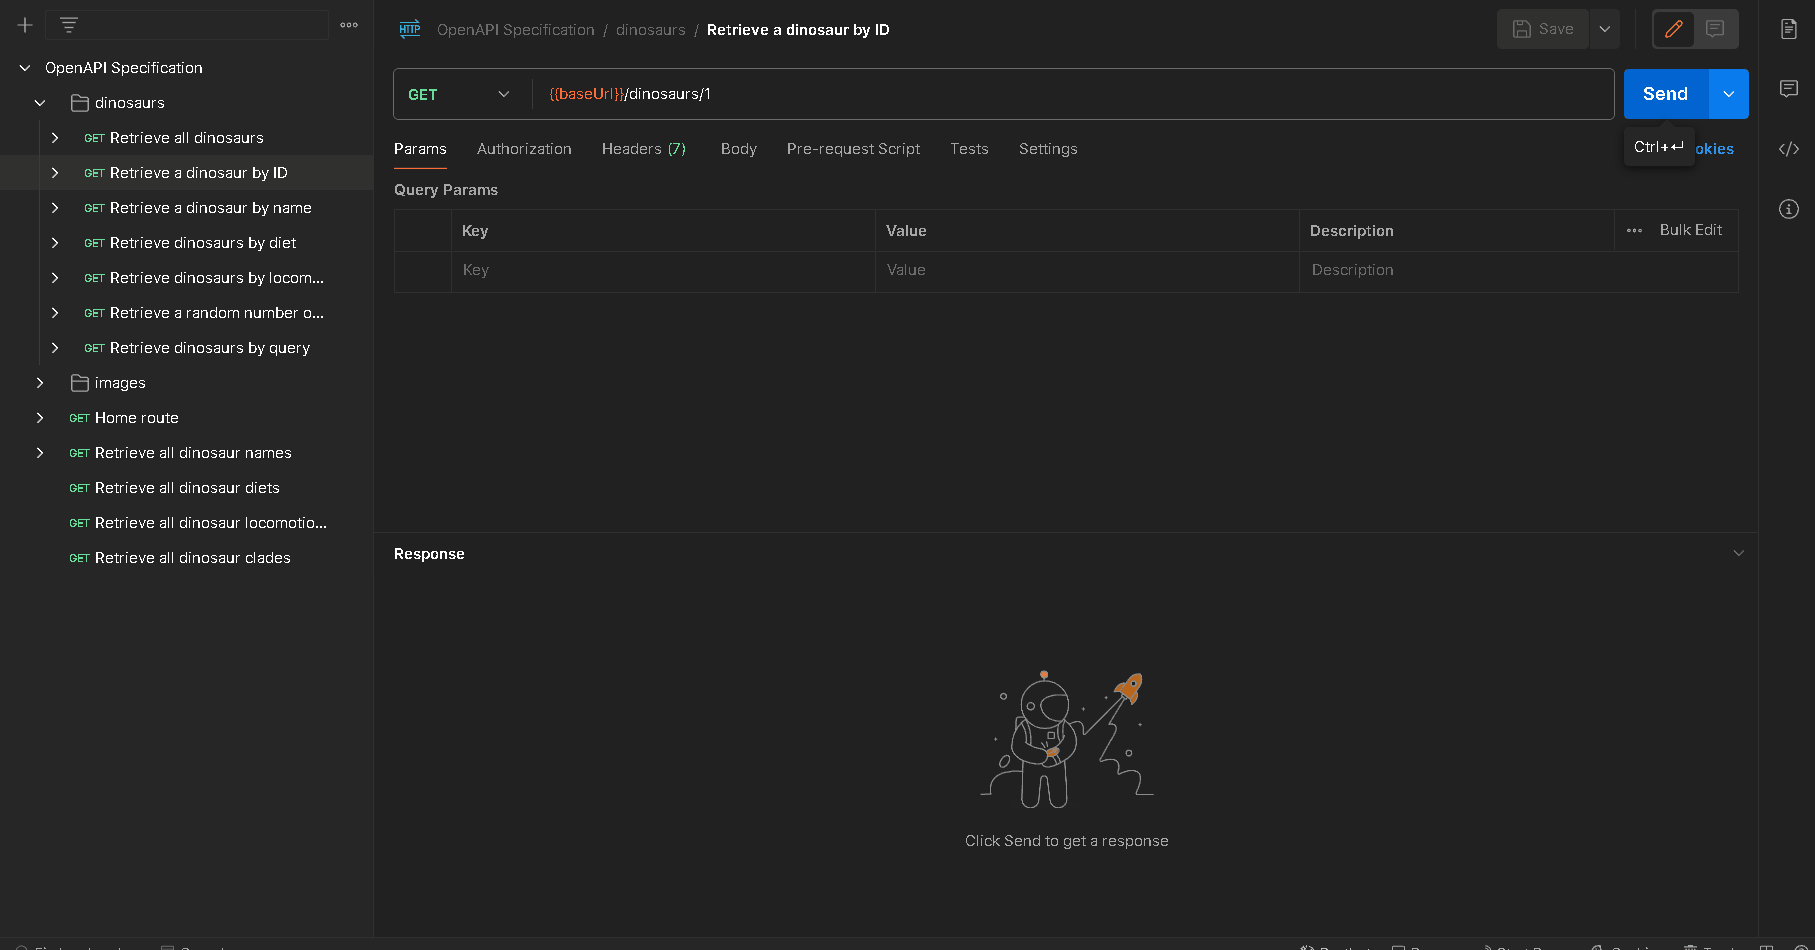 OpenAPI Specification
dinosaurs
GET Retrieve all dinosaurs
GET Retrieve a dinosaur by ID
GET Retrieve a dinosaur by name
GET Retrieve dinosaurs by diet
GET Retrieve dinosaurs by locom...
GET Retrieve a random number o...
GET Retrieve dinosaurs by query
images
GET Home route
GET Retrieve all dinosaur names
GET Retrieve all dinosaur diets
GET Retrieve all dinosaur locomotio...
GET Retrieve all dinosaur clades
HTTP OpenAPI Specification / dinosaurs / Retrieve a dinosaur by ID
Save
GET {{baseUrl}}/dinosaurs/1
Send
Params Authorization Headers (7) Body Pre-request Script Tests Settings
Ctrl+↵ okies
Query Params
Key Value Description Bulk Edit
Key Value Description
Response
Click Send to get a response